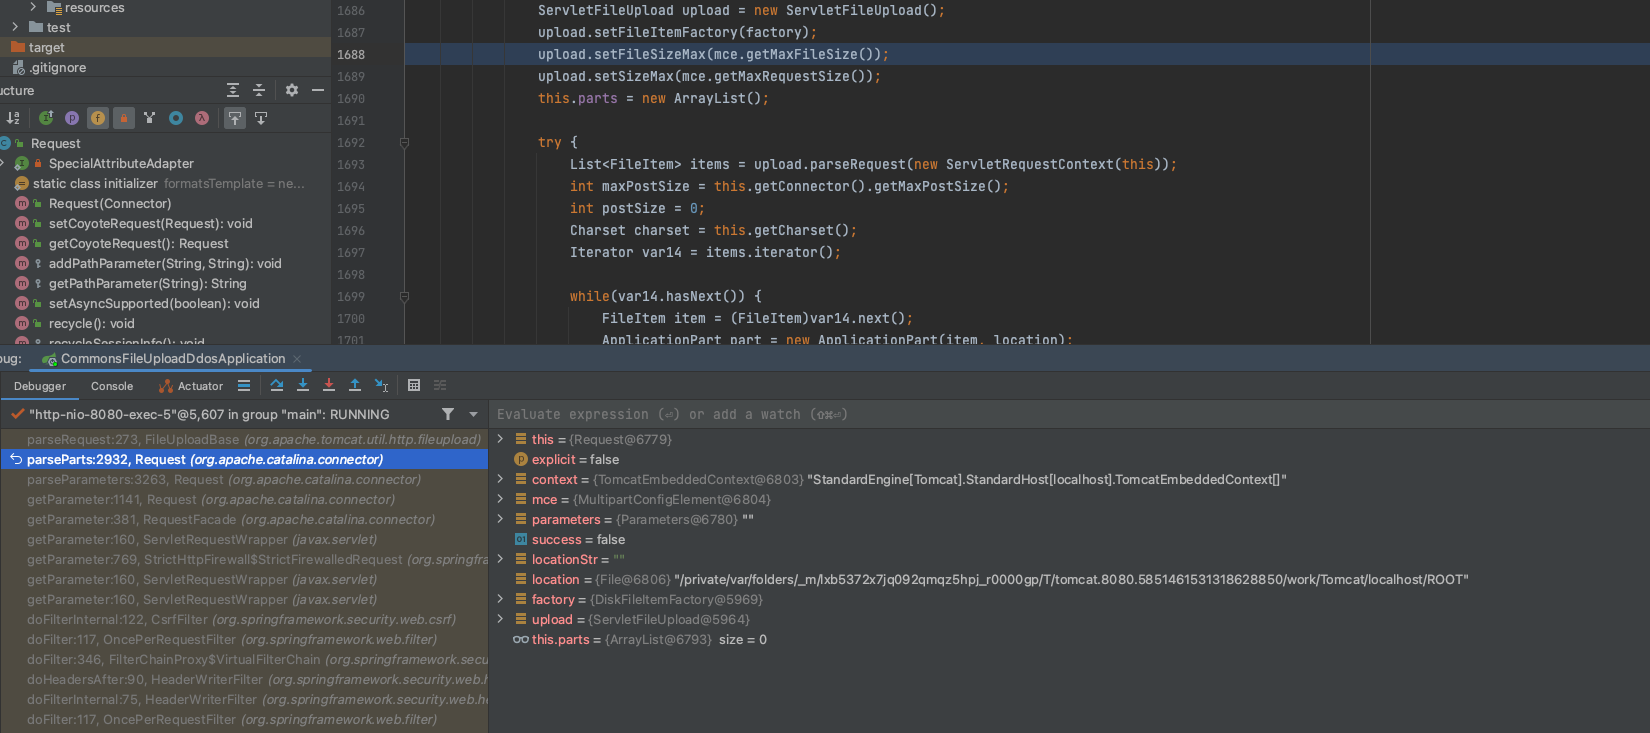 resources
test
target
.gitignore
ucture
Request
SpecialAttributeAdapter
static class initializer formatsTemplate = ne...
Request(Connector)
setCoyoteRequest(Request): void
getCoyoteRequest(): Request
addPathParameter(String, String): void
getPathParameter(String): String
setAsyncSupported(boolean): void
recycle(): void
recycleSessionInfo(): void
1686 ServletFileUpload upload = new ServletFileUpload();
1687 upload.setFileItemFactory(factory);
1688 upload.setFileSizeMax(mce.getMaxFileSize());
1689 upload.setSizeMax(mce.getMaxRequestSize());
1690 this.parts = new ArrayList();
1691
1692 try {
1693 List<FileItem> items = upload.parseRequest(new ServletRequestContext(this));
1694 int maxPostSize = this.getConnector().getMaxPostSize();
1695 int postSize = 0;
1696 Charset charset = this.getCharset();
1697 Iterator var14 = items.iterator();
1698
1699 while(var14.hasNext()) {
1700 FileItem item = (FileItem)var14.next();
1701 ApplicationPart part = new ApplicationPart(item, location);
bug: CommonsFileUploadDdosApplication
Debugger Console Actuator
"http-nio-8080-exec-5"@5,607 in group "main": RUNNING
parseRequest:273, FileUploadBase (org.apache.tomcat.util.http.fileupload)
parseParts:2932, Request (org.apache.catalina.connector)
parseParameters:3263, Request (org.apache.catalina.connector)
getParameter:1141, Request (org.apache.catalina.connector)
getParameter:381, RequestFacade (org.apache.catalina.connector)
getParameter:160, ServletRequestWrapper (javax.servlet)
getParameter:769, StrictHttpFirewall$StrictFirewalledRequest (org.springfra
getParameter:160, ServletRequestWrapper (javax.servlet)
getParameter:160, ServletRequestWrapper (javax.servlet)
doFilterInternal:122, CsrfFilter (org.springframework.security.web.csrf)
doFilter:117, OncePerRequestFilter (org.springframework.web.filter)
doFilter:346, FilterChainProxy$VirtualFilterChain (org.springframework.secu
doHeadersAfter:90, HeaderWriterFilter (org.springframework.security.web.h
doFilterInternal:75, HeaderWriterFilter (org.springframework.security.web.he
doFilter:117, OncePerRequestFilter (org.springframework.web.filter)
Evaluate expression (⏎) or add a watch (⇧⌘⏎)
this = {Request@6779}
explicit = false
context = {TomcatEmbeddedContext@6803} "StandardEngine[Tomcat].StandardHost[localhost].TomcatEmbeddedContext[]"
mce = {MultipartConfigElement@6804}
parameters = {Parameters@6780} ""
success = false
locationStr = ""
location = {File@6806} "/private/var/folders/_m/lxb5372x7jq092qmqz5hpj_r0000gp/T/tomcat.8080.5851461531318628850/work/Tomcat/localhost/ROOT"
factory = {DiskFileItemFactory@5969}
upload = {ServletFileUpload@5964}
this.parts = {ArrayList@6793} size = 0